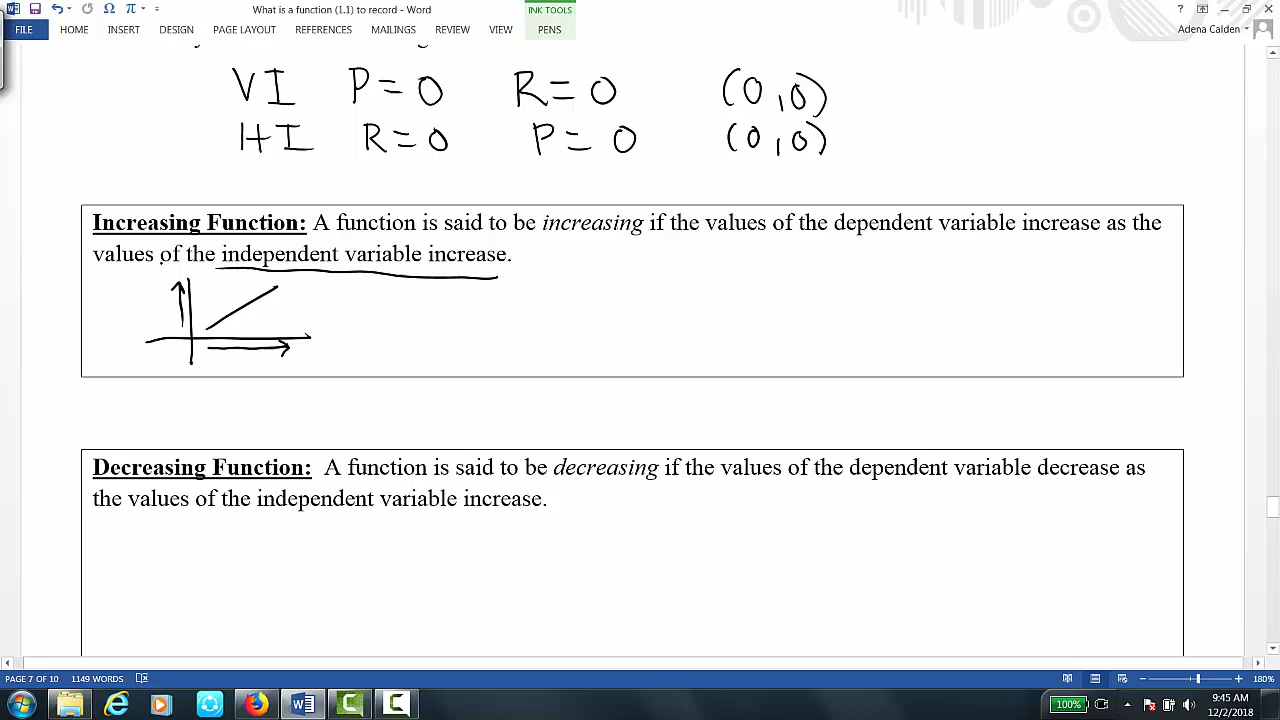 What is a function (1.1) to record - Word
INK TOOLS
FILE HOME INSERT DESIGN PAGE LAYOUT REFERENCES MAILINGS REVIEW VIEW PENS
Adena Calden
VI P = 0 R = 0 (0,0)
HI R = 0 P = 0 (0,0)
Increasing Function: A function is said to be increasing if the values of the dependent variable increase as the
values of the independent variable increase.
Decreasing Function: A function is said to be decreasing if the values of the dependent variable decrease as
the values of the independent variable increase.
PAGE 7 OF 10 1149 WORDS 180%
100% 9:45 AM
12/2/2018